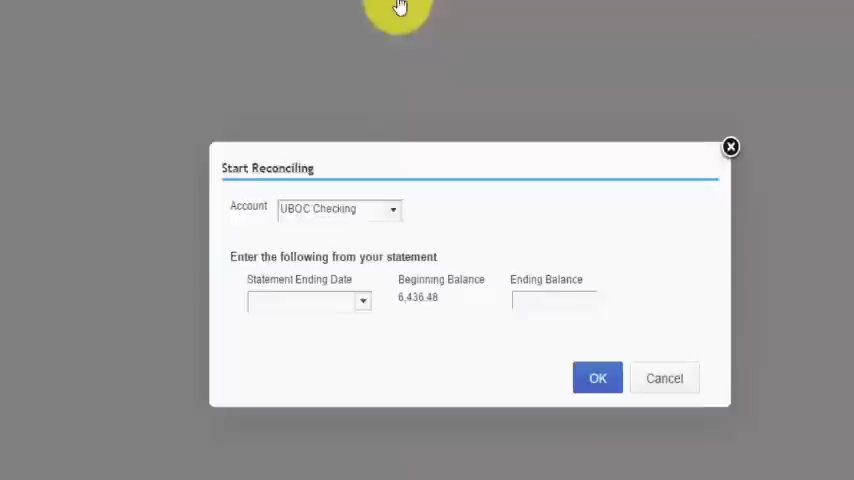 Start Reconciling
Account UBOC Checking
Enter the following from your statement
Statement Ending Date Beginning Balance Ending Balance
6,436.48
OK Cancel